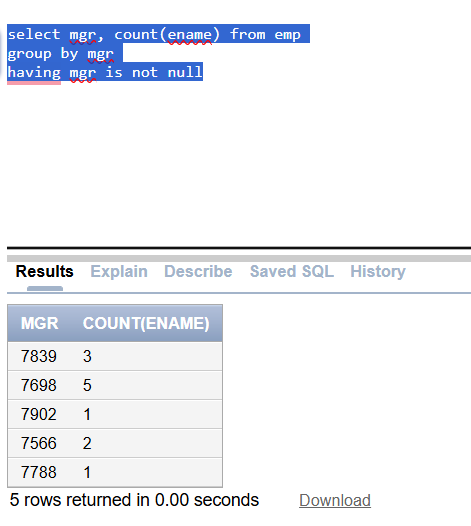 select mgr, count(ename) from emp
group by mgr
having mgr is not null
Results Explain Describe Saved SQL History
MGR COUNT(ENAME)
7839 3
7698 5
7902 1
7566 2
7788 1
5 rows returned in 0.00 seconds Download